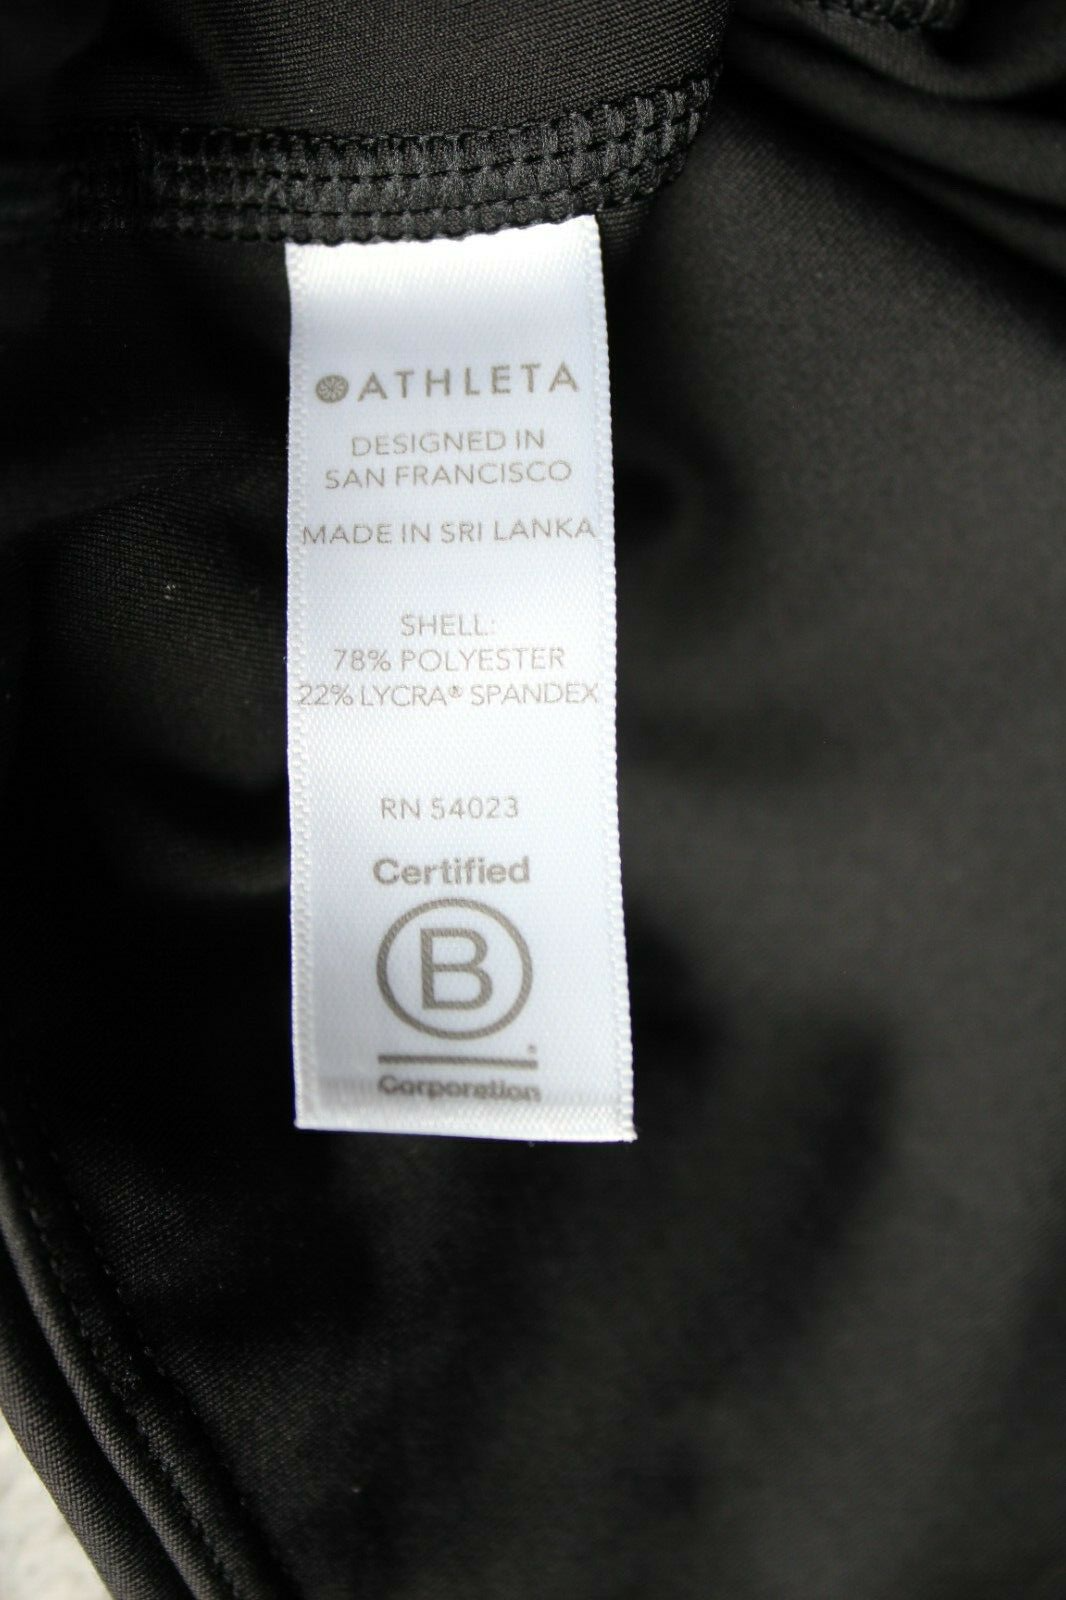 ATHLETA
DESIGNED IN
SAN FRANCISCO
MADE IN SRI LANKA
SHELL:
78% POLYESTER
22% LYCRA® SPANDEX
RN 54023
Certified
B
Corporation